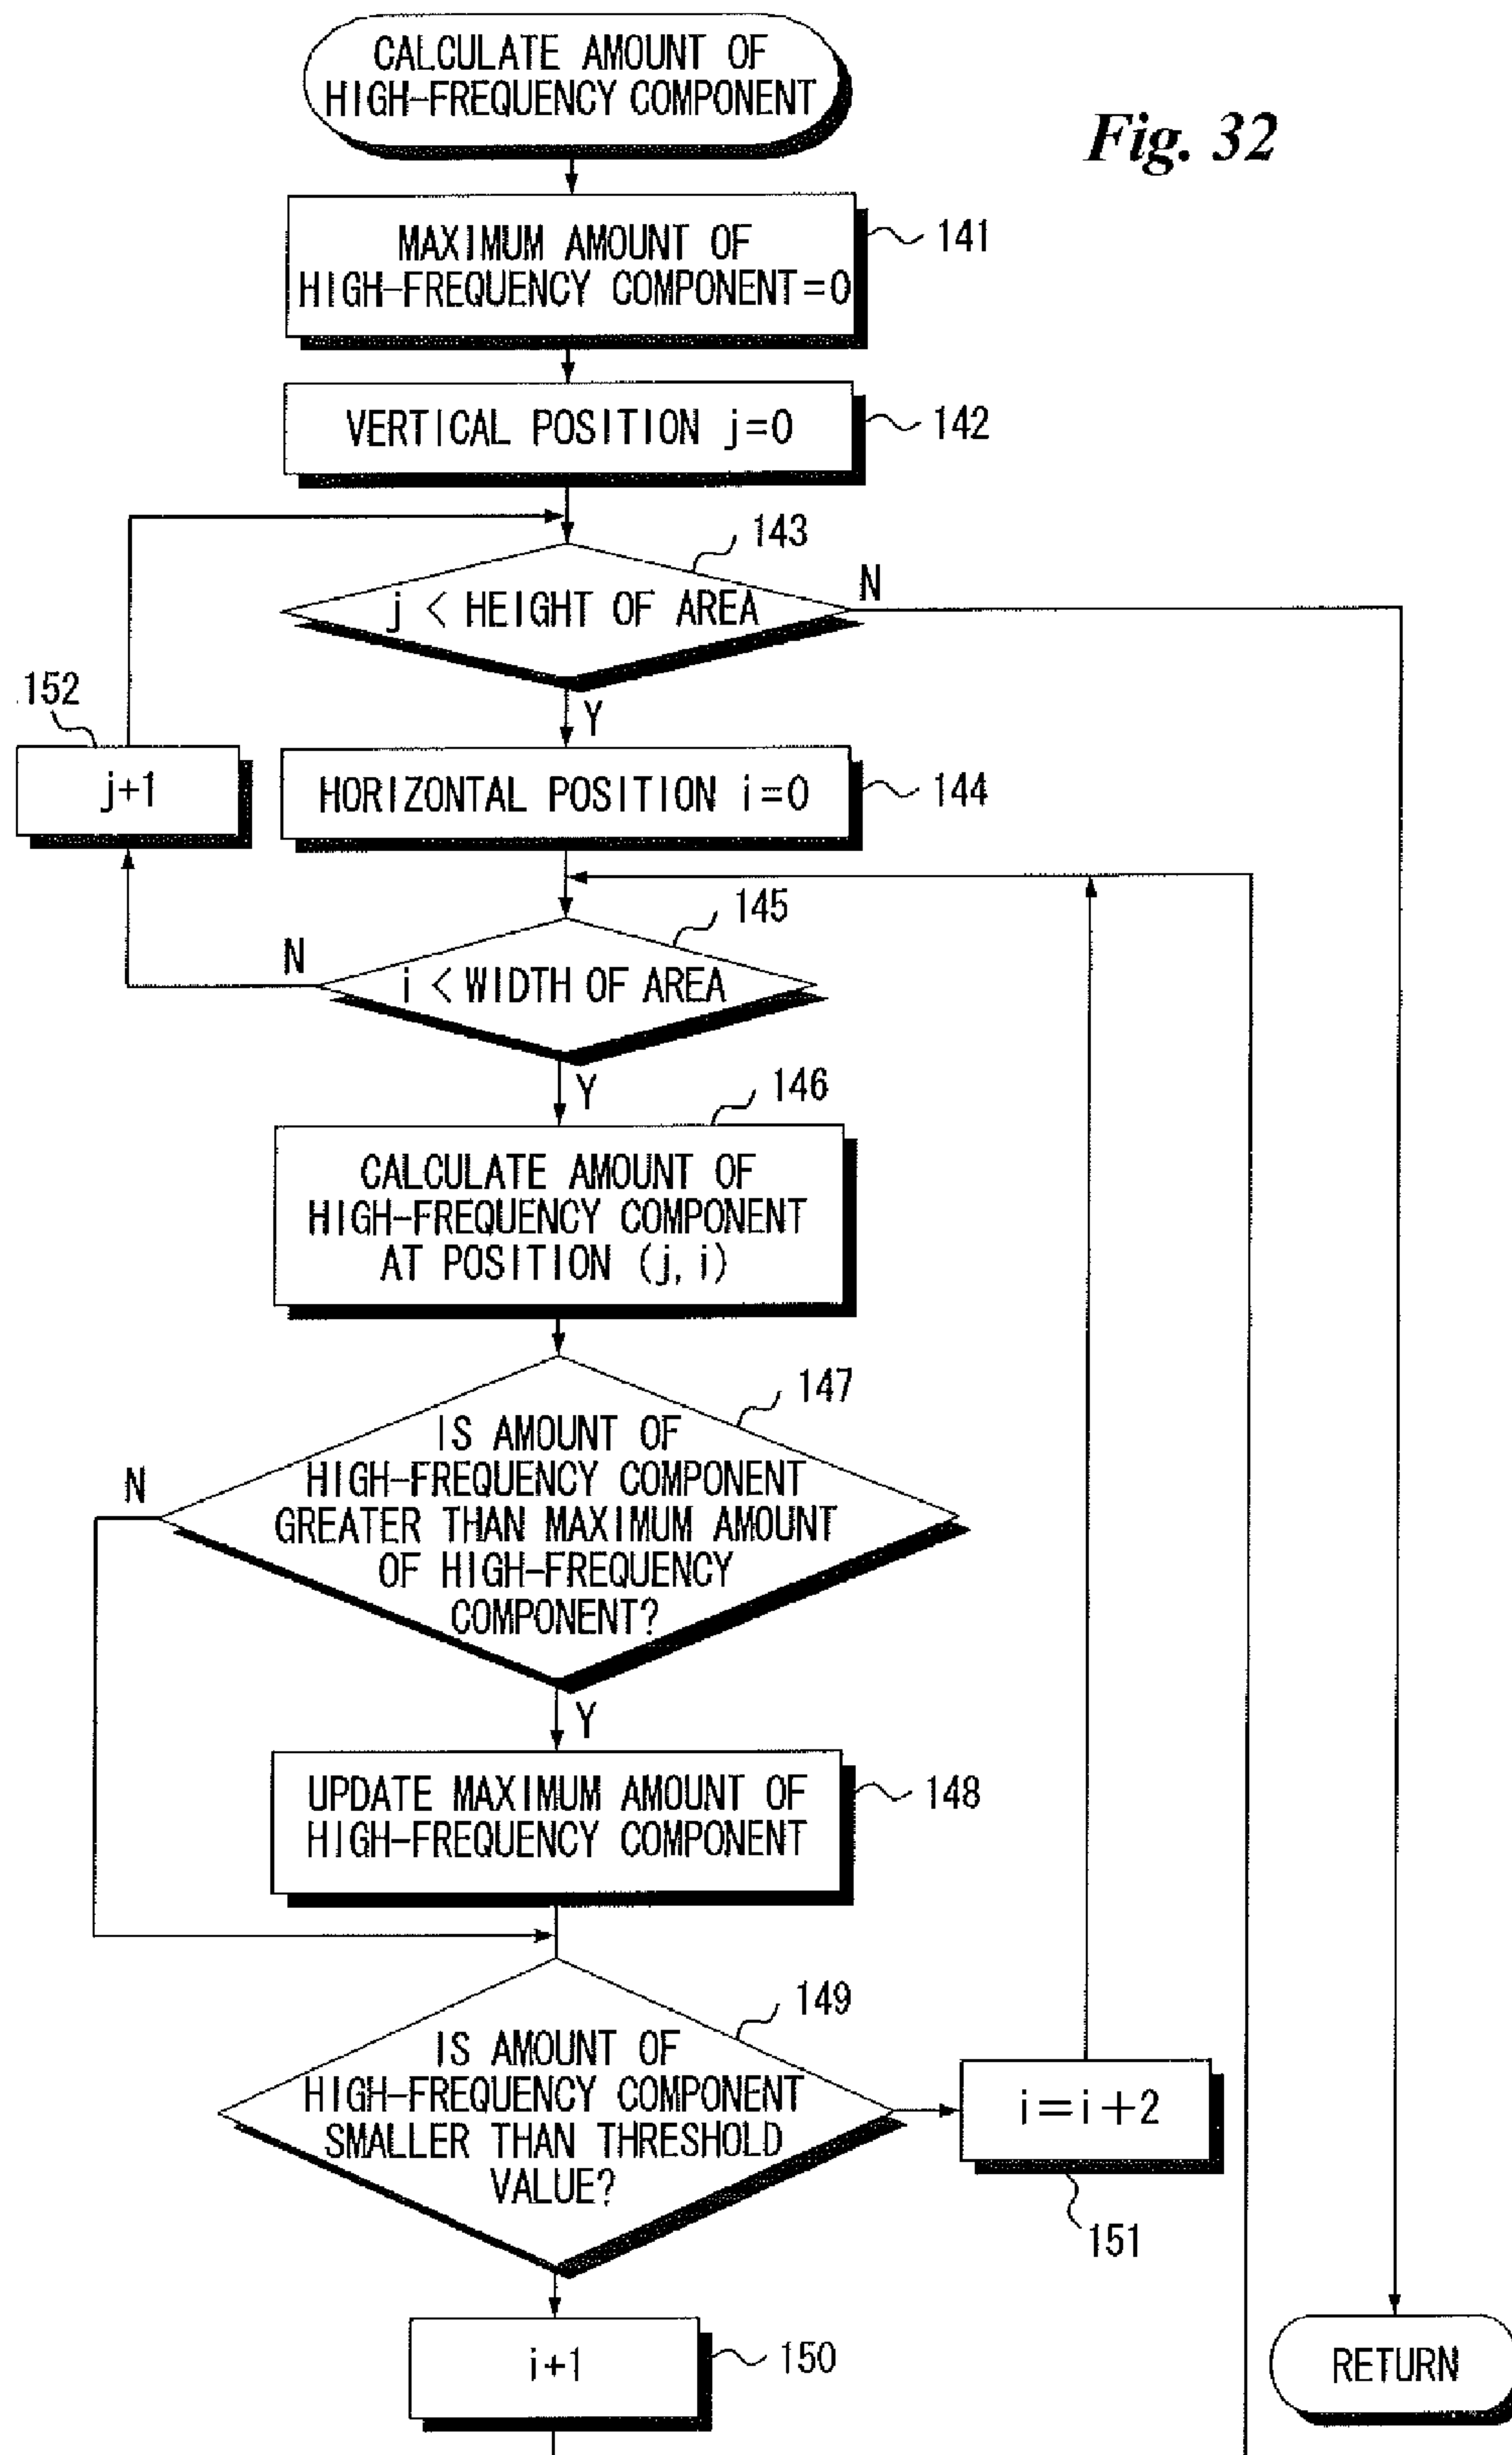 CALCULATE AMOUNT OF
HIGH-FREQUENCY COMPONENT
Fig. 32
MAXIMUM AMOUNT OF
HIGH-FREQUENCY COMPONENT=0
141
VERTICAL POSITION j=0
142
143
j < HEIGHT OF AREA
N
Y
152
j+1
HORIZONTAL POSITION i=0
144
145
N
i < WIDTH OF AREA
Y
146
CALCULATE AMOUNT OF
HIGH-FREQUENCY COMPONENT
AT POSITION (j, i)
147
N
IS AMOUNT OF
HIGH-FREQUENCY COMPONENT
GREATER THAN MAXIMUM AMOUNT
OF HIGH-FREQUENCY
COMPONENT?
Y
UPDATE MAXIMUM AMOUNT OF
HIGH-FREQUENCY COMPONENT
148
149
IS AMOUNT OF
HIGH-FREQUENCY COMPONENT
SMALLER THAN THRESHOLD
VALUE?
i=i+2
151
i+1
150
RETURN